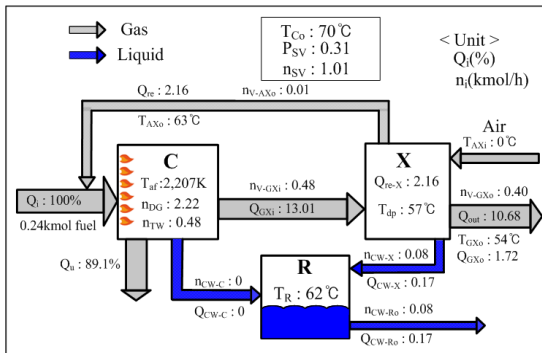 Gas
Liquid
T_Co : 70℃
P_SV : 0.31
n_SV : 1.01
< Unit >
Q_i(%)
n_i(kmol/h)
Q_re : 2.16
n_V-AXo : 0.01
T_AXo : 63℃
Air
T_AXi : 0℃
C
T_af : 2,207K
n_DG : 2.22
n_TW : 0.48
X
Q_re-X : 2.16
T_dp : 57℃
Q_i : 100%
0.24kmol fuel
n_V-GXi : 0.48
Q_GXi : 13.01
n_V-GXo : 0.40
Q_out : 10.68
T_GXo : 54℃
Q_GXo : 1.72
Q_u : 89.1%
n_CW-C : 0
Q_CW-C : 0
R
T_R : 62℃
n_CW-X : 0.08
Q_CW-X : 0.17
n_CW-Ro : 0.08
Q_CW-Ro : 0.17